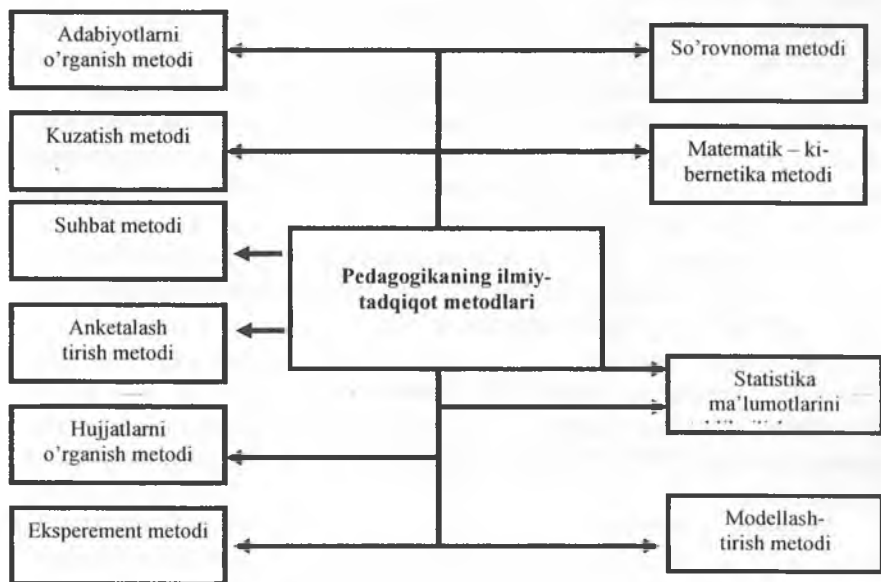 Adabiyotlarni
o’rganish metodi
So’rovnoma metodi
Kuzatish metodi
Matematik – ki-
bernetika metodi
Suhbat metodi
Pedagogikaning ilmiy-
tadqiqot metodlari
Anketalash
tirish metodi
Statistika
ma’lumotlarini
Hujjatlarni
o’rganish metodi
Eksperement metodi
Modellash-
tirish metodi